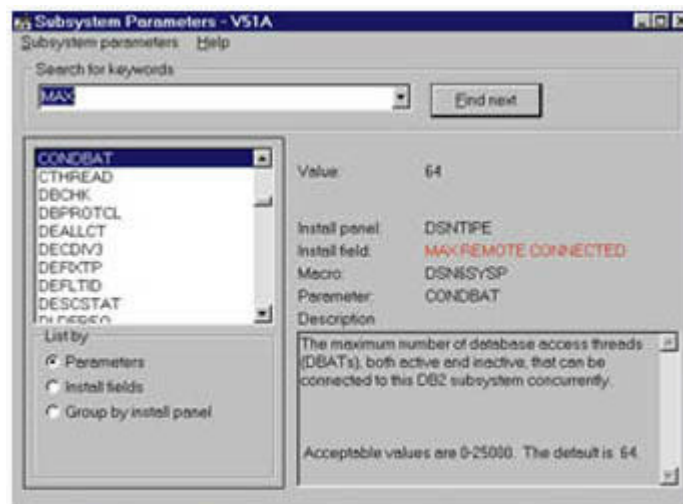 Subsystem Parameters - V51A
Subsystem parameters Help
Search for keywords
MAX
Find next
CONDBAT
CTHREAD
DBCHK
DBPROTCL
DEALLCT
DECDIV3
DEFIXTP
DEFLTID
DESCSTAT
List by
Parameters
Install fields
Group by install panel
Value: 64
Install panel: DSNTIPE
Install field: MAX REMOTE CONNECTED
Macro: DSN6SYSP
Parameter: CONDBAT
Description
The maximum number of database access threads
(DBATs), both active and inactive, that can be
connected to this DB2 subsystem concurrently.
Acceptable values are 0-25000. The default is 64.